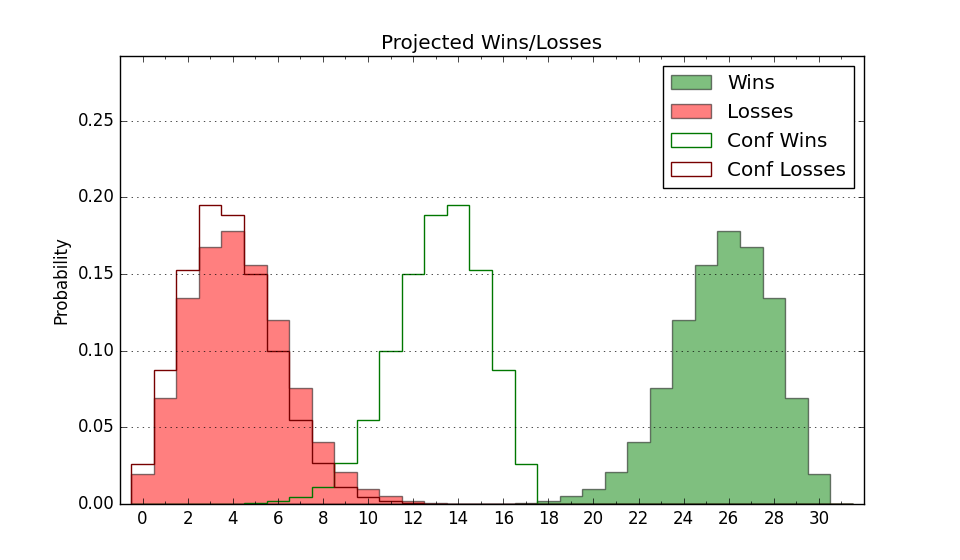 Projected Wins/Losses
Wins
Losses
Conf Wins
Conf Losses
Probability
0.25
0.20
0.15
0.10
0.05
0.00
0 2 4 6 8 10 12 14 16 18 20 22 24 26 28 30